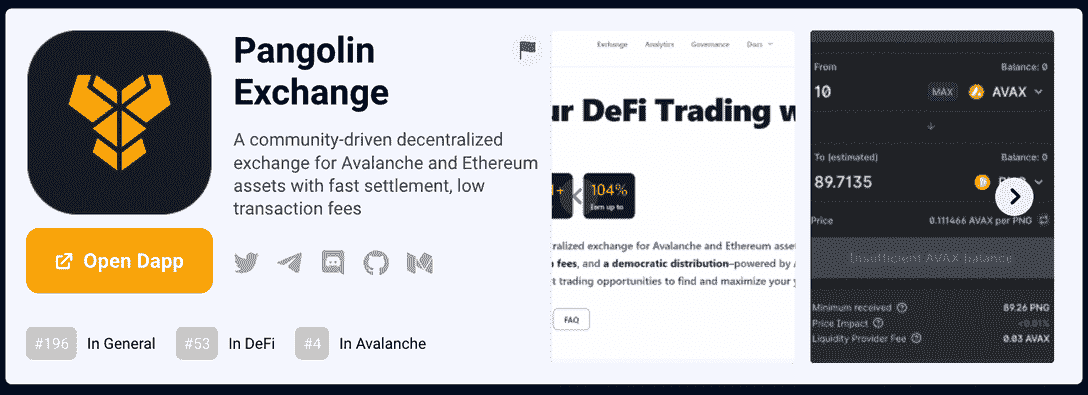 Pangolin
Exchange
A community-driven decentralized
exchange for Avalanche and Ethereum
assets with fast settlement, low
transaction fees
Open Dapp
#196 In General #53 In DeFi #4 In Avalanche
Exchange Analytics Governance Docs
ur DeFi Trading w
1+ 104%
Earn up to
ralized exchange for Avalanche and Ethereum asse
fees, and a democratic distribution–powered by
t trading opportunities to find and maximize your y
FAQ
From Balance: 0
10 MAX AVAX
To (estimated) Balance: 0
89.7135
Price 0.111466 AVAX per PNG
Insufficient AVAX balance
Minimum received 89.26 PNG
Price Impact <0.01%
Liquidity Provider Fee 0.03 AVAX